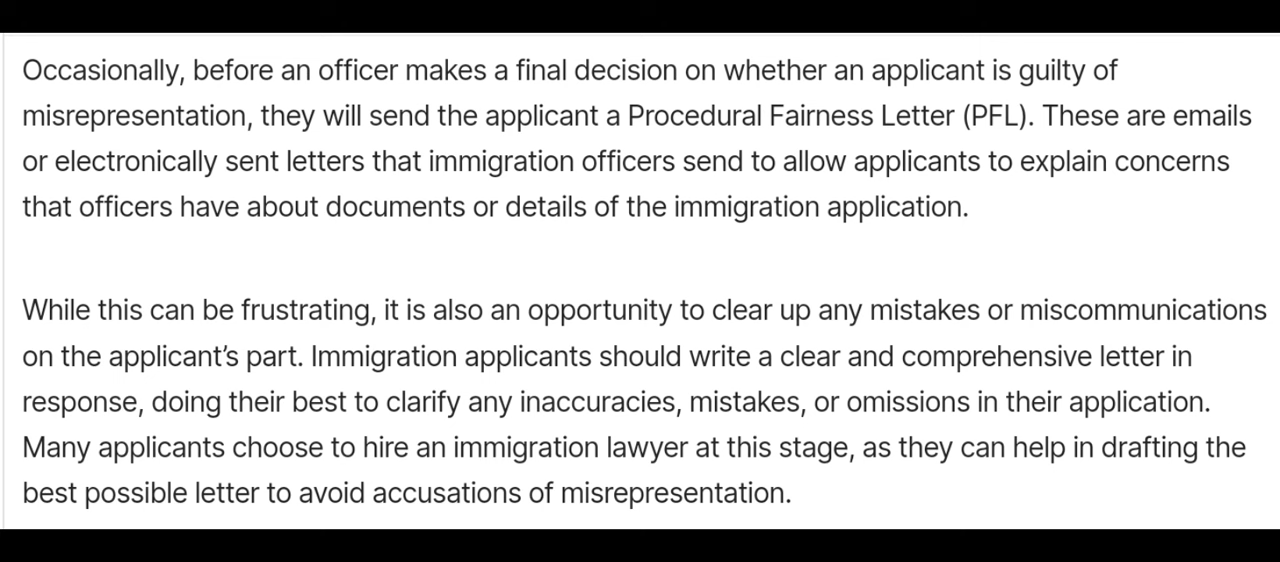 Occasionally, before an officer makes a final decision on whether an applicant is guilty of
misrepresentation, they will send the applicant a Procedural Fairness Letter (PFL). These are emails
or electronically sent letters that immigration officers send to allow applicants to explain concerns
that officers have about documents or details of the immigration application.
While this can be frustrating, it is also an opportunity to clear up any mistakes or miscommunications
on the applicant’s part. Immigration applicants should write a clear and comprehensive letter in
response, doing their best to clarify any inaccuracies, mistakes, or omissions in their application.
Many applicants choose to hire an immigration lawyer at this stage, as they can help in drafting the
best possible letter to avoid accusations of misrepresentation.